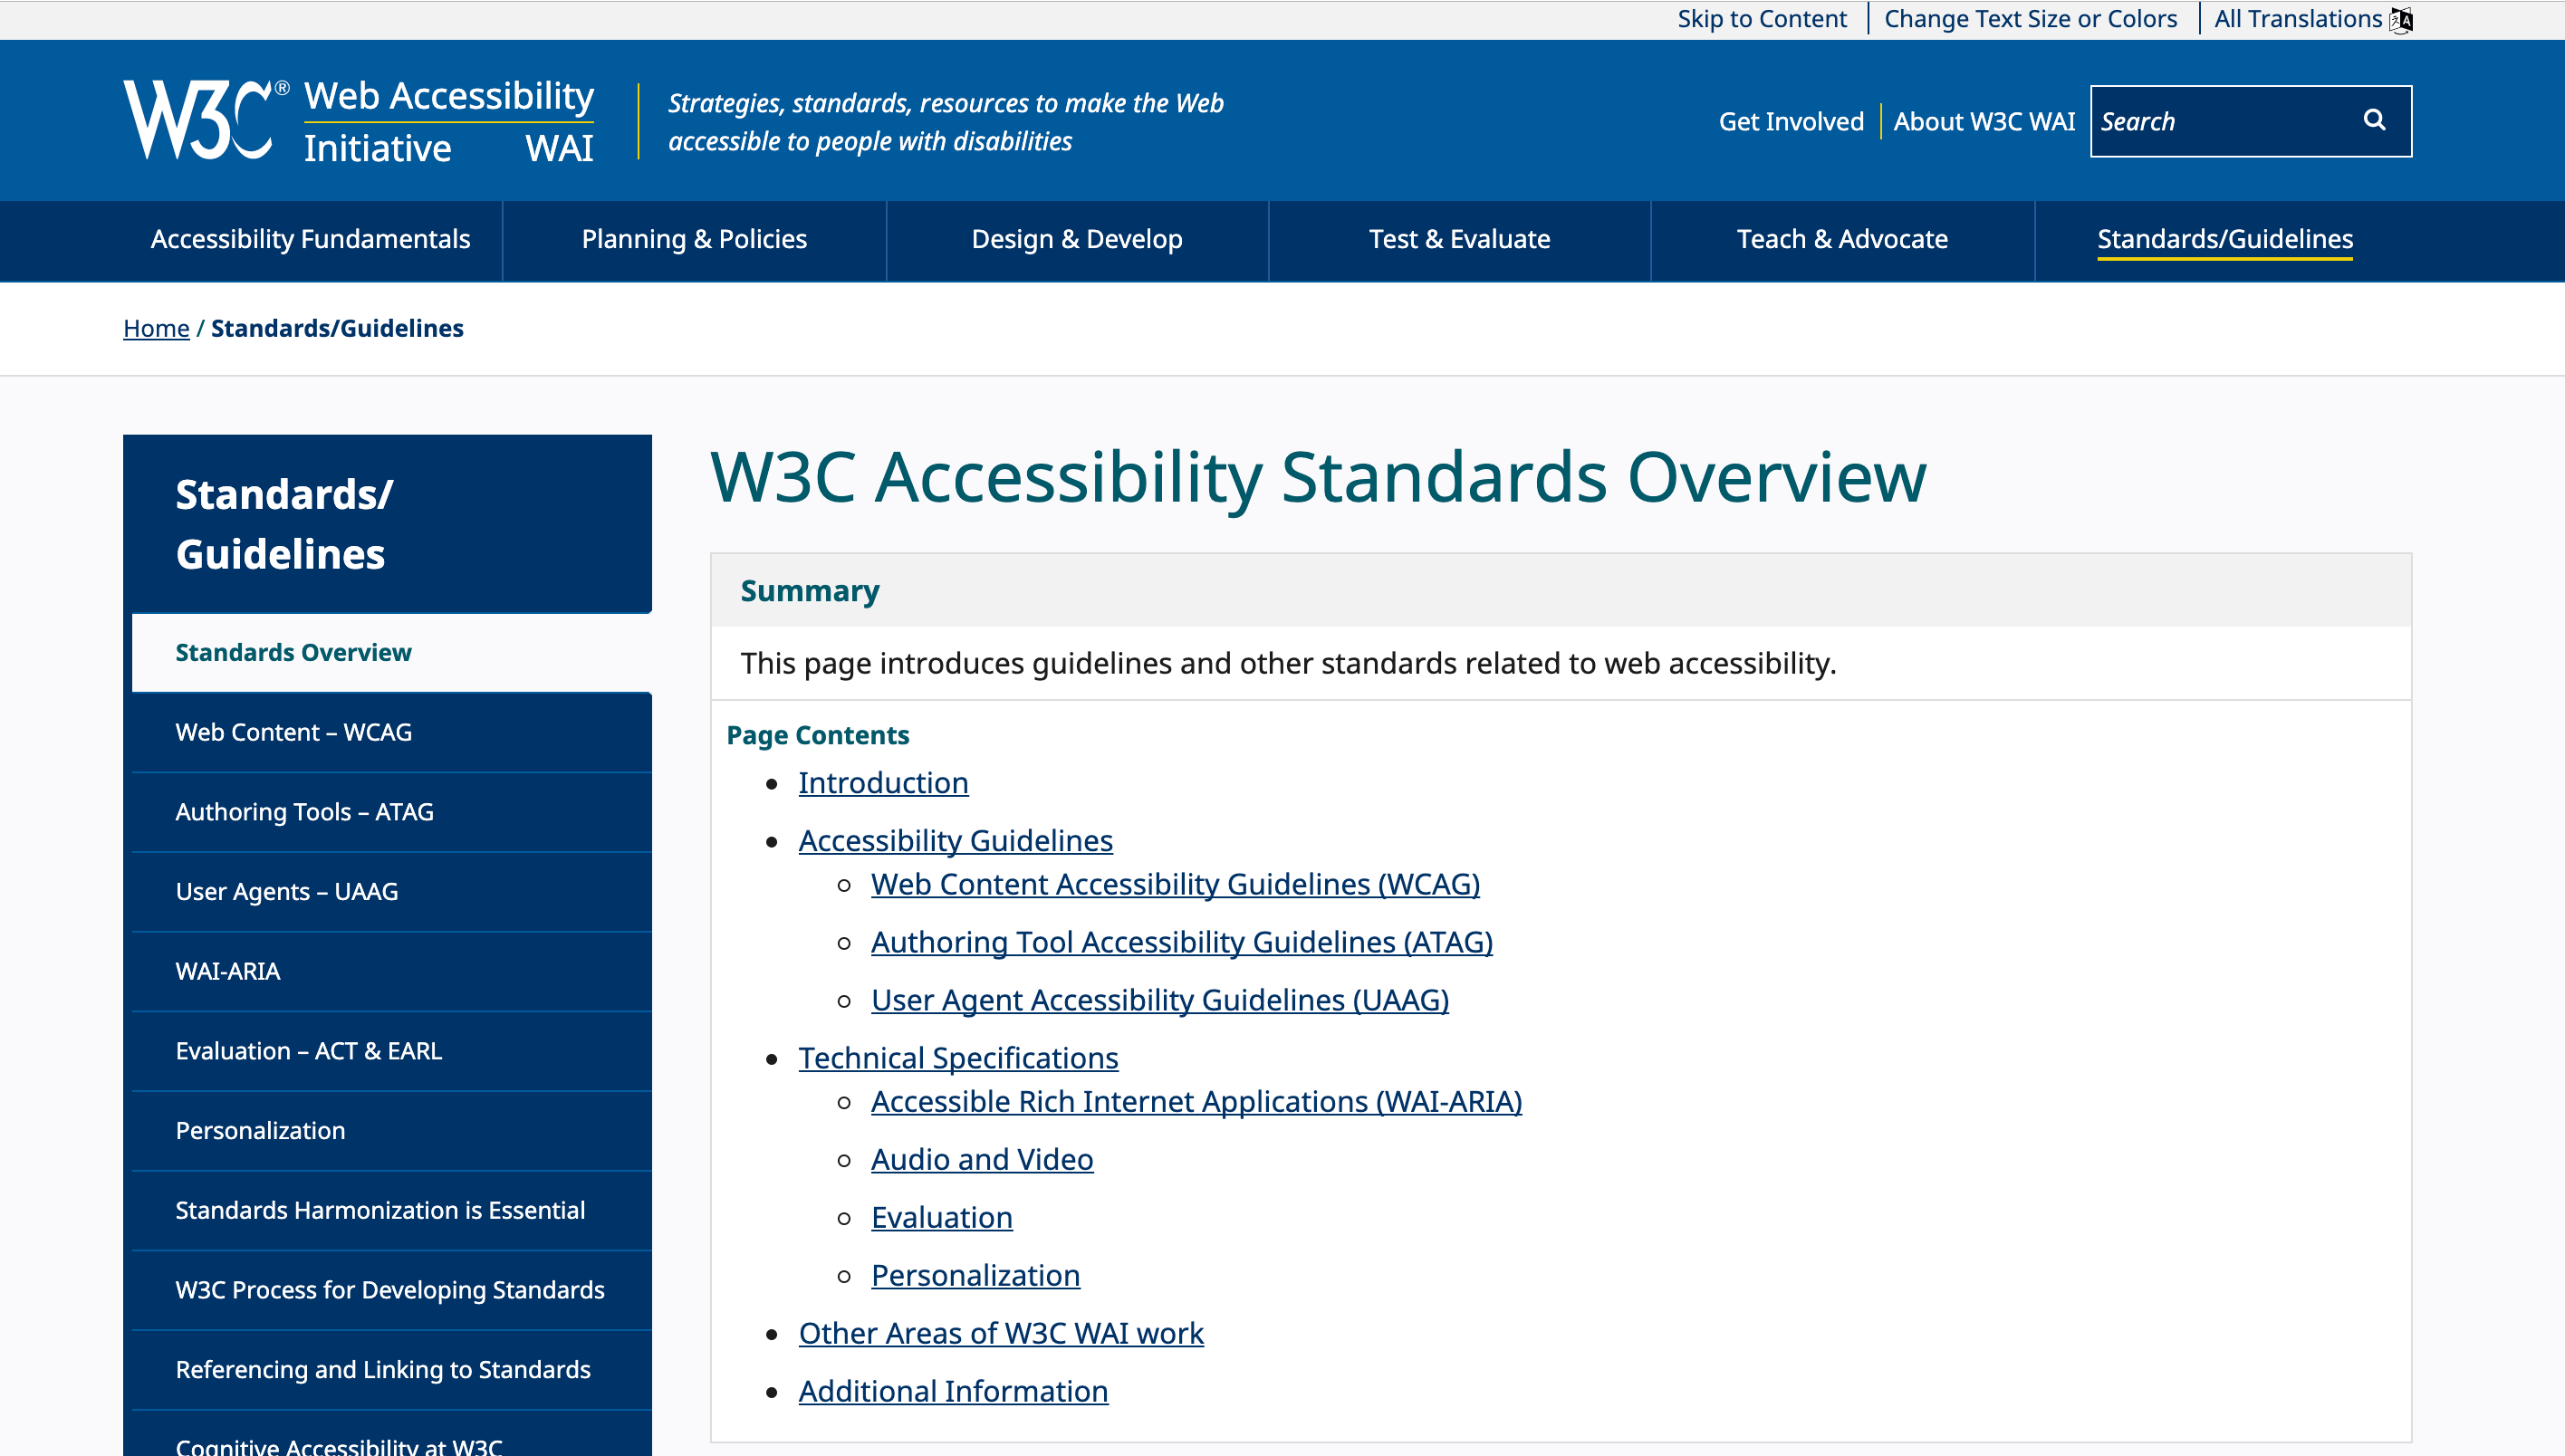 Skip to Content
Change Text Size or Colors
All Translations
W3C® Web Accessibility
Initiative WAI
Strategies, standards, resources to make the Web
accessible to people with disabilities
Get Involved
About W3C WAI
Search
Accessibility Fundamentals
Planning & Policies
Design & Develop
Test & Evaluate
Teach & Advocate
Standards/Guidelines
Home / Standards/Guidelines
Standards/
Guidelines
Standards Overview
Web Content – WCAG
Authoring Tools – ATAG
User Agents – UAAG
WAI-ARIA
Evaluation – ACT & EARL
Personalization
Standards Harmonization is Essential
W3C Process for Developing Standards
Referencing and Linking to Standards
Cognitive Accessibility at W3C
W3C Accessibility Standards Overview
Summary
This page introduces guidelines and other standards related to web accessibility.
Page Contents
Introduction
Accessibility Guidelines
Web Content Accessibility Guidelines (WCAG)
Authoring Tool Accessibility Guidelines (ATAG)
User Agent Accessibility Guidelines (UAAG)
Technical Specifications
Accessible Rich Internet Applications (WAI-ARIA)
Audio and Video
Evaluation
Personalization
Other Areas of W3C WAI work
Additional Information